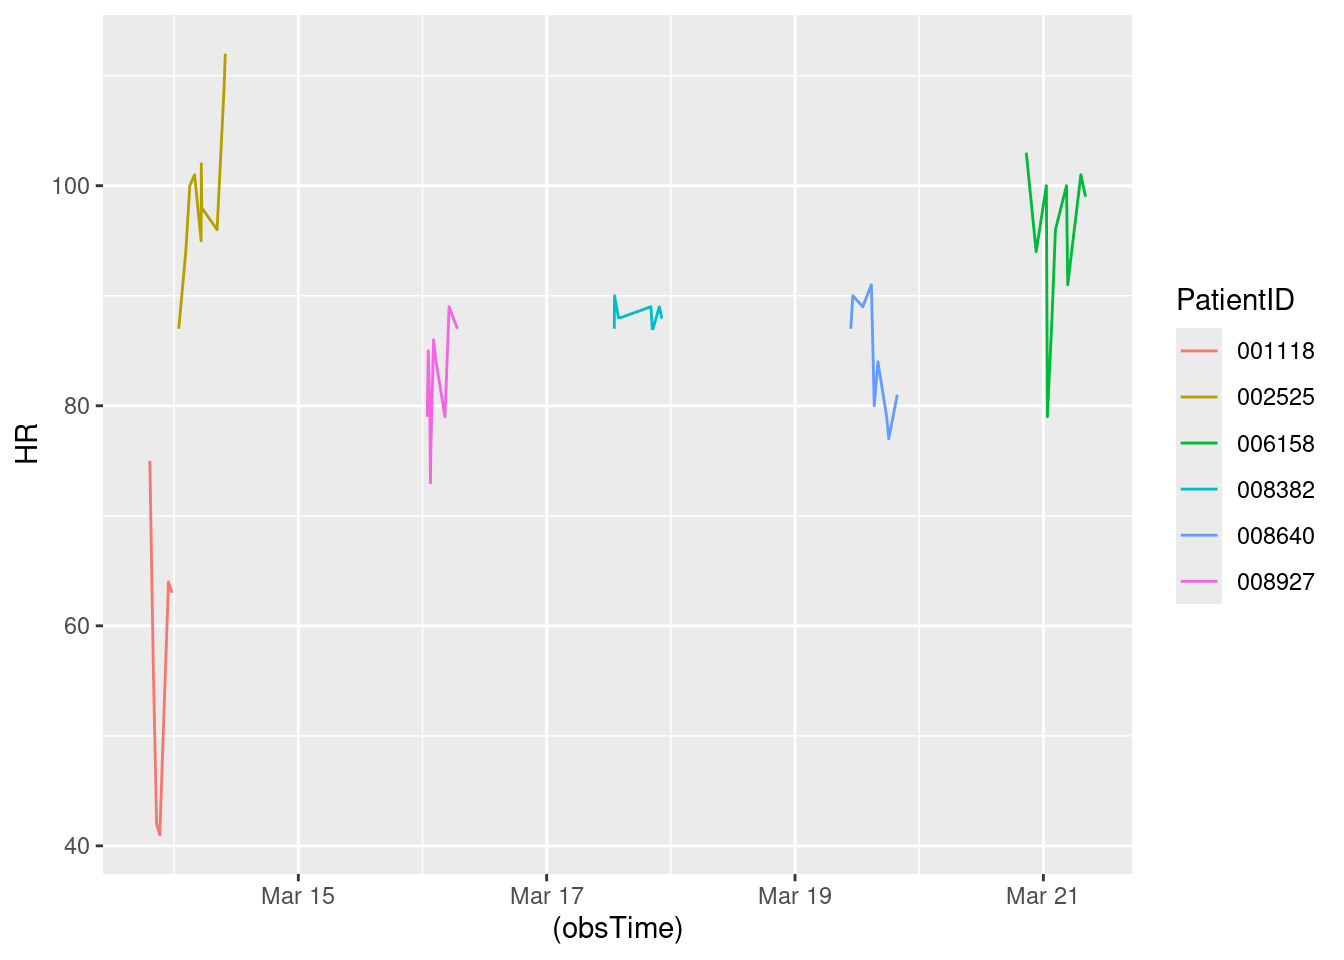 HR
100
80
60
40
Mar 15
Mar 17
Mar 19
Mar 21
(obsTime)
PatientID
001118
002525
006158
008382
008640
008927